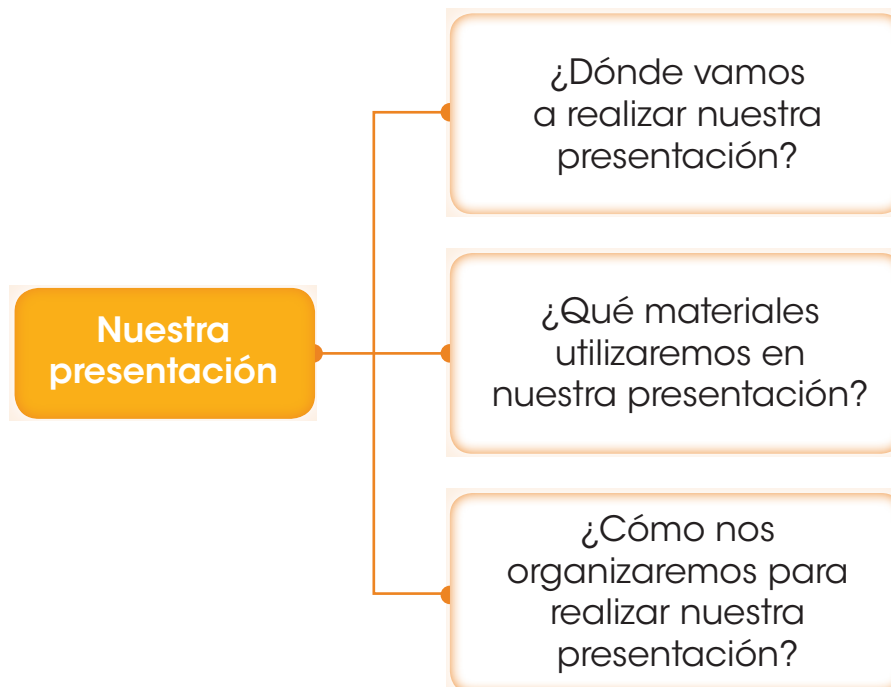 ¿Dónde vamos
a realizar nuestra
presentación?
Nuestra
presentación
¿Qué materiales
utilizaremos en
nuestra presentación?
¿Cómo nos
organizaremos para
realizar nuestra
presentación?